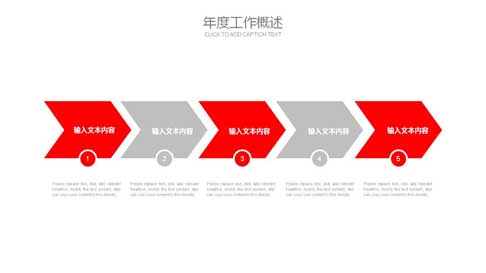 年度工作概述
CLICK TO ADD CAPTION TEXT
输入文本内容
输入文本内容
输入文本内容
输入文本内容
输入文本内容
1
2
3
4
5
Please replace text, click add relevant
headline, modify the text content, also
can copy your content to this directly.
Please replace text, click add relevant
headline, modify the text content, also
can copy your content to this directly.
Please replace text, click add relevant
headline, modify the text content, also
can copy your content to this directly.
Please replace text, click add relevant
headline, modify the text content, also
can copy your content to this directly.
Please replace text, click add relevant
headline, modify the text content, also
can copy your content to this directly.